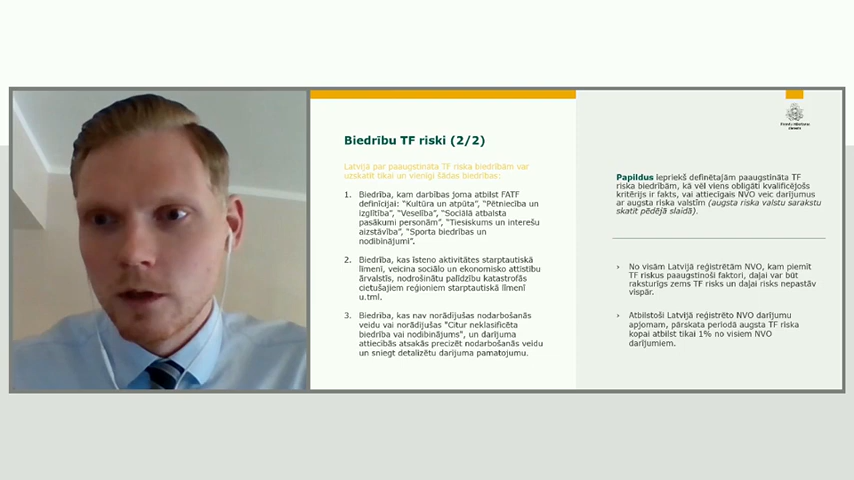 Biedrību TF riski (2/2)
Latvijā par paaugstināta TF riska biedrībām var
uzskatīt tikai un vienīgi šādas biedrības:
1. Biedrība, kam darbības joma atbilst FATF
definīcijai: “Kultūra un atpūta”, “Pētniecība un
izglītība”, “Veselība”, “Sociālā atbalsta
pasākumi personām”, “Tiesiskums un interešu
aizstāvība”, “Sporta biedrības un
nodibinājumi”.
2. Biedrība, kas īsteno aktivitātes starptautiskā
līmenī, veicina sociālo un ekonomisko attīstību
ārvalstīs, nodrošinātu palīdzību katastrofās
cietušajiem reģioniem starptautiskā līmenī
u.tml.
3. Biedrība, kas nav norādījušas nodarbošanās
veidu vai norādījušas "Citur neklasificēta
biedrība vai nodibinājums", un darījuma
attiecībās atsakās precizēt nodarbošanās veidu
un sniegt detalizētu darījuma pamatojumu.
Papildus iepriekš definētajām paaugstināta TF
riska biedrībām, kā vēl viens obligāti kvalificējošs
kritērijs ir fakts, vai attiecīgais NVO veic darījumus
ar augsta riska valstīm (augsta riska valstu sarakstu
skatīt pēdējā slaidā).
› No visām Latvijā reģistrētām NVO, kam piemīt
TF riskus paaugstinoši faktori, daļai var būt
raksturīgs zems TF risks un daļai risks nepastāv
vispār.
› Atbilstoši Latvijā reģistrēto NVO darījumu
apjomam, pārskata periodā augsta TF riska
kopai atbilst tikai 1% no visiem NVO
darījumiem.